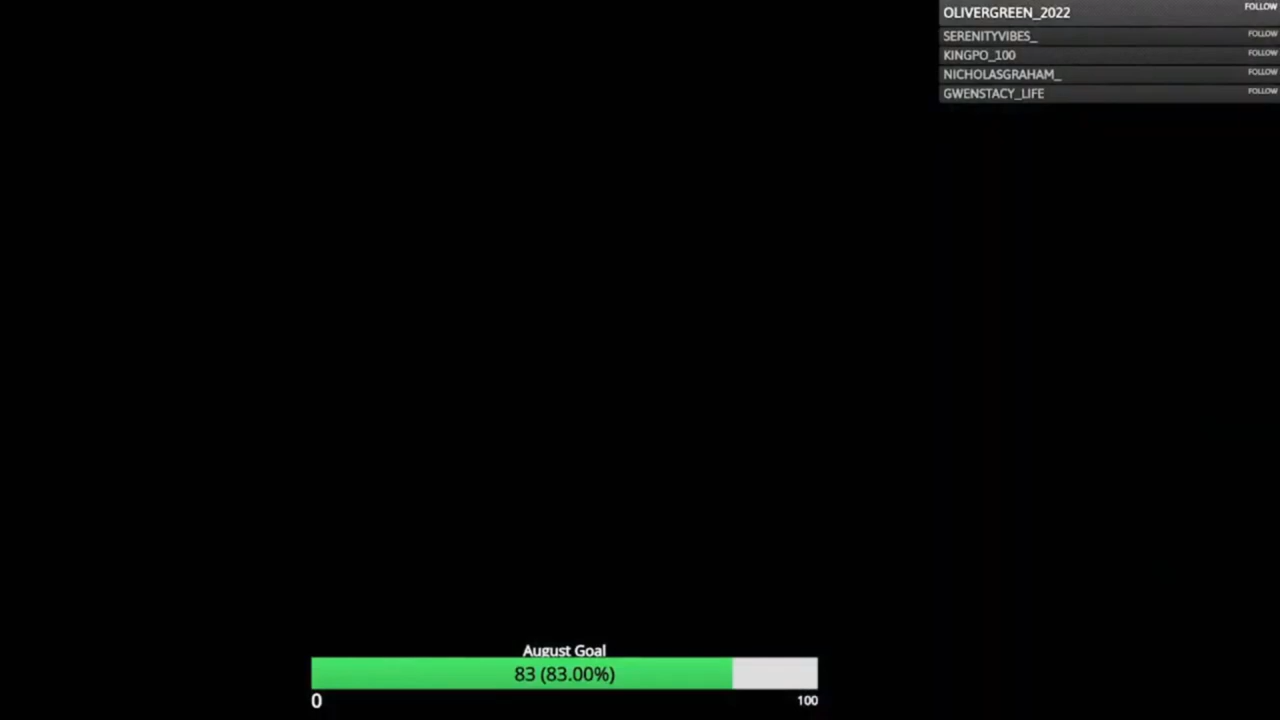 OLIVERGREEN_2022 FOLLOW
SERENITYVIBES_ FOLLOW
KINGPO_100 FOLLOW
NICHOLASGRAHAM_ FOLLOW
GWENSTACY_LIFE FOLLOW
August Goal
83 (83.00%)
0 100